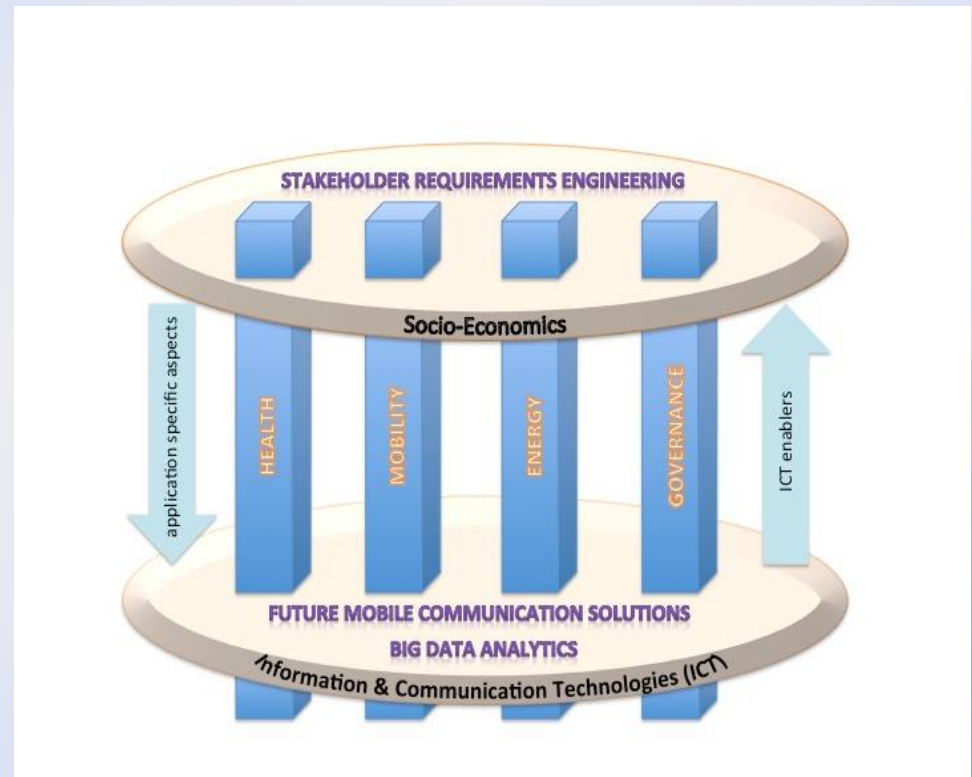 STAKEHOLDER REQUIREMENTS ENGINEERING
Socio-Economics
application specific aspects
HEALTH
MOBILITY
ENERGY
GOVERNANCE
ICT enablers
FUTURE MOBILE COMMUNICATION SOLUTIONS
BIG DATA ANALYTICS
Information & Communication Technologies (ICT)